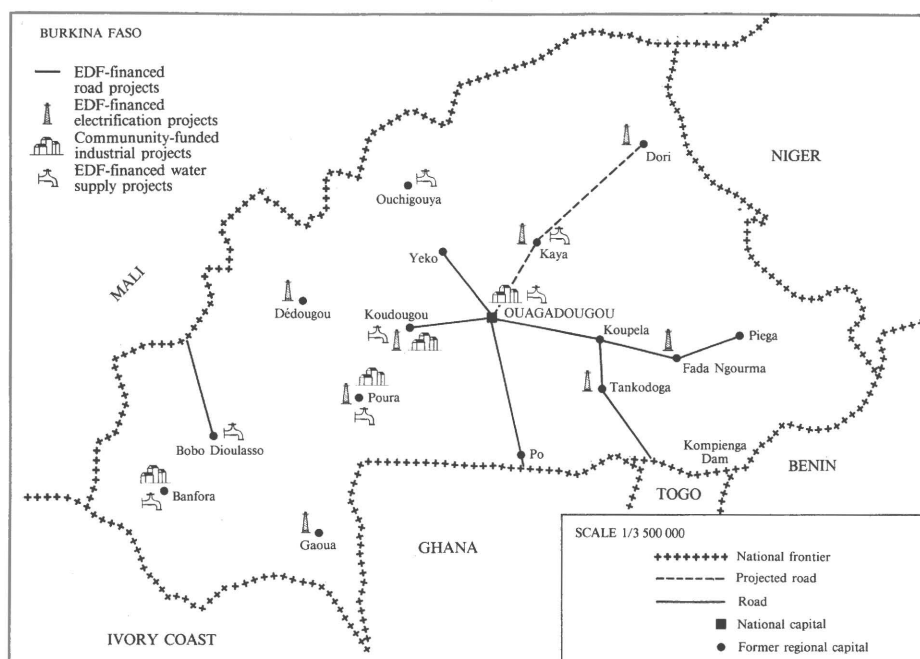 BURKINA FASO
EDF-financed
road projects
EDF-financed
electrification projects
Commununity-funded
industrial projects
EDF-financed water
supply projects
Dori
NIGER
Ouchigouya
Kaya
Yeko
MALI
Dédougou
OUAGADOUGOU
Koudougou
Koupela
Piega
Fada Ngourma
Poura
Tankodoga
Bobo Dioulasso
Po
Kompienga
Dam
BENIN
Banfora
TOGO
Gaoua
GHANA
IVORY COAST
SCALE 1/3 500 000
National frontier
Projected road
Road
National capital
Former regional capital